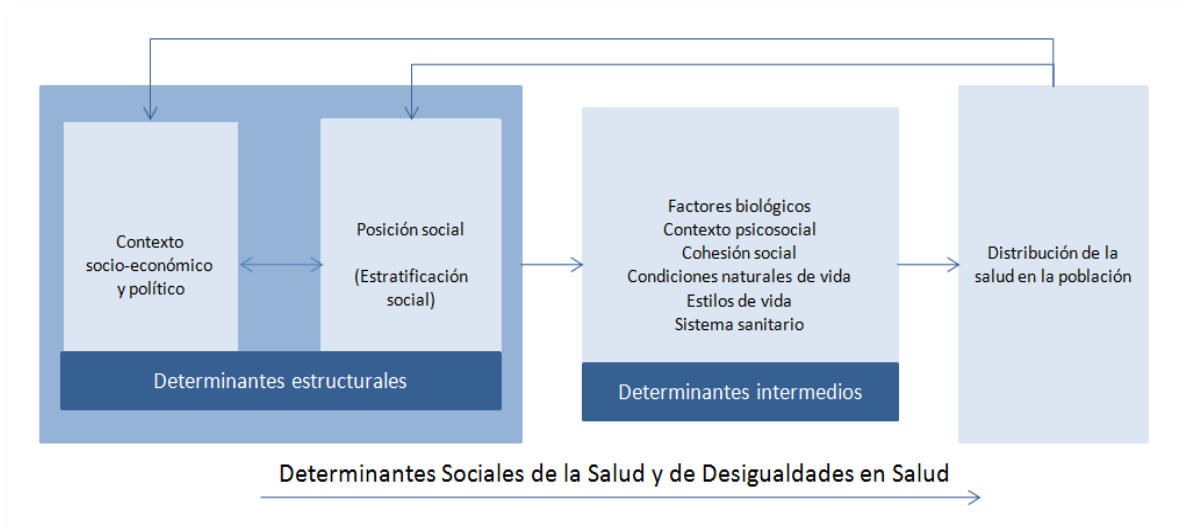 Contexto
socio-económico
y político
Posición social
(Estratificación
social)
Determinantes estructurales
Factores biológicos
Contexto psicosocial
Cohesión social
Condiciones naturales de vida
Estilos de vida
Sistema sanitario
Determinantes intermedios
Distribución de la
salud en la población
Determinantes Sociales de la Salud y de Desigualdades en Salud